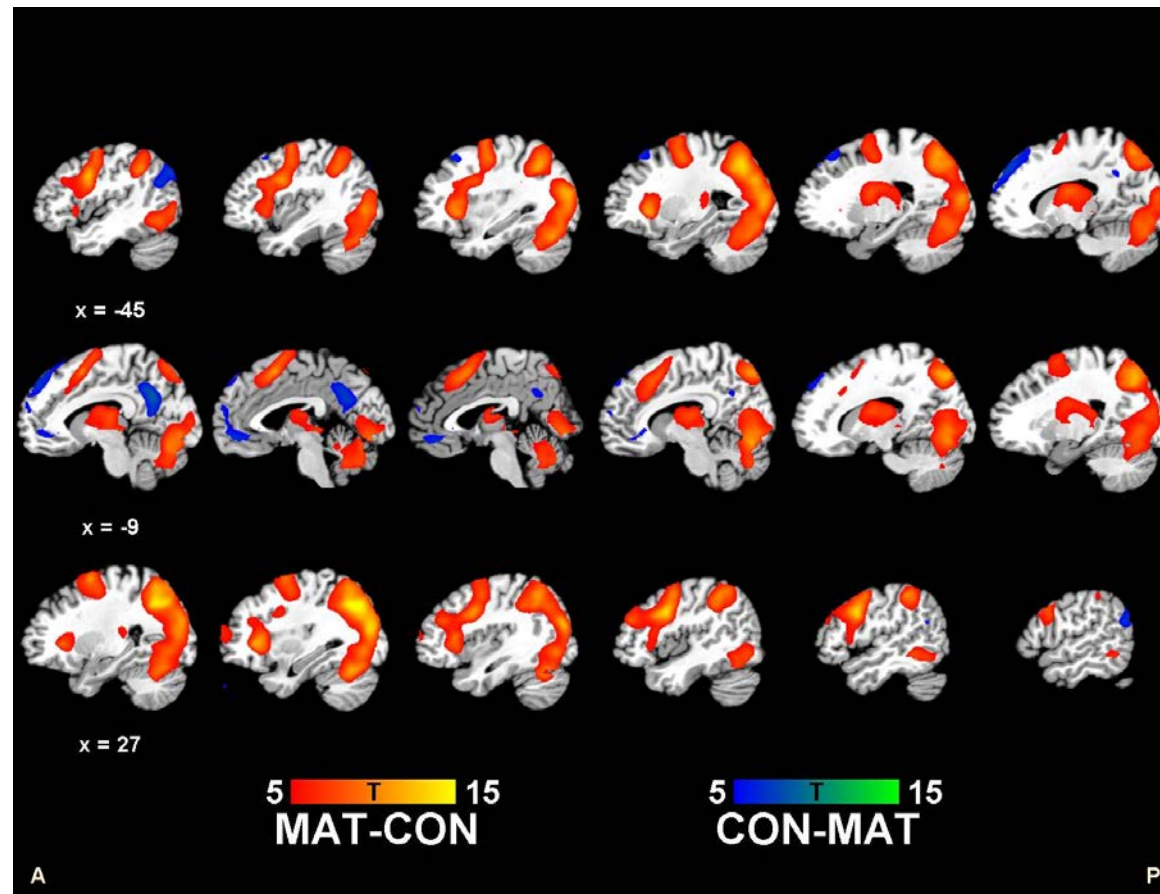 x = -45
x = -9
x = 27
5 T 15 5 T 15
MAT-CON CON-MAT
A P